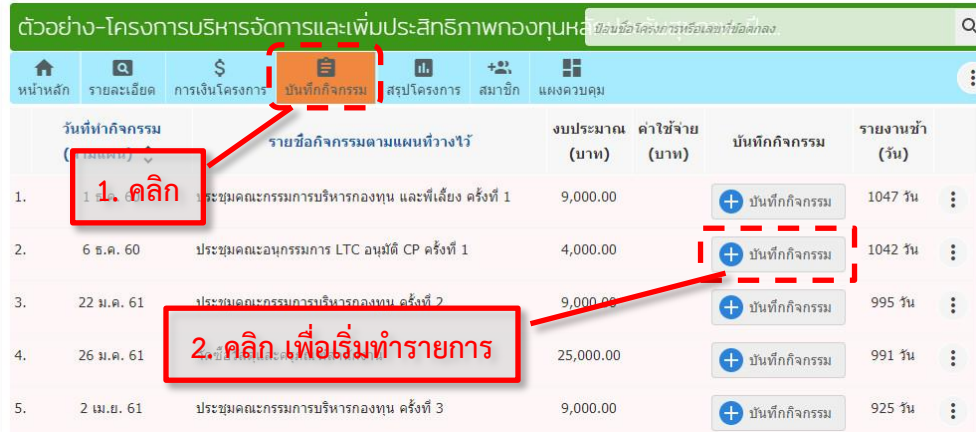 ตัวอย่าง-โครงการบริหารจัดการและเพิ่มประสิทธิภาพกองทุนหลั
ป้อนชื่อโครงการหรือเลขที่ข้อตกลง
หน้าหลัก รายละเอียด การเงินโครงการ บันทึกกิจกรรม สรุปโครงการ สมาชิก แผงควบคุม
วันที่ทำกิจกรรม รายชื่อกิจกรรมตามแผนที่วางไว้ งบประมาณ (บาท) ค่าใช้จ่าย (บาท) บันทึกกิจกรรม รายงานช้า (วัน)
1. คลิก
1. 1 60 ประชุมคณะกรรมการบริหารกองทุน และพี่เลี้ยง ครั้งที่ 1 9,000.00 บันทึกกิจกรรม 1047 วัน
2. 6 ธ.ค. 60 ประชุมคณะอนุกรรมการ LTC อนุมัติ CP ครั้งที่ 1 4,000.00 บันทึกกิจกรรม 1042 วัน
3. 22 ม.ค. 61 ประชุมคณะกรรมการบริหารกองทุน ครั้งที่ 2 9,000.00 บันทึกกิจกรรม 995 วัน
2. คลิก เพื่อเริ่มทำรายการ
4. 26 ม.ค. 61 25,000.00 บันทึกกิจกรรม 991 วัน
5. 2 เม.ย. 61 ประชุมคณะกรรมการบริหารกองทุน ครั้งที่ 3 9,000.00 บันทึกกิจกรรม 925 วัน